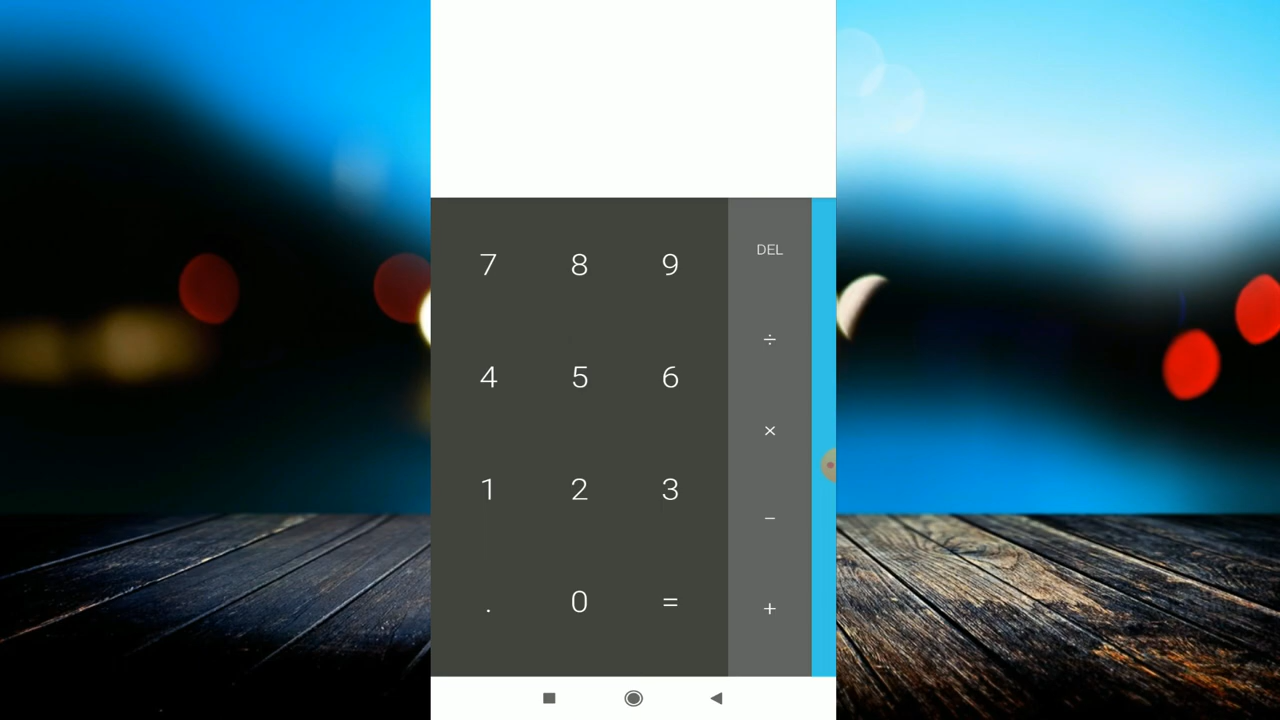 7 8 9 DEL
÷
4 5 6
×
1 2 3
−
. 0 = +